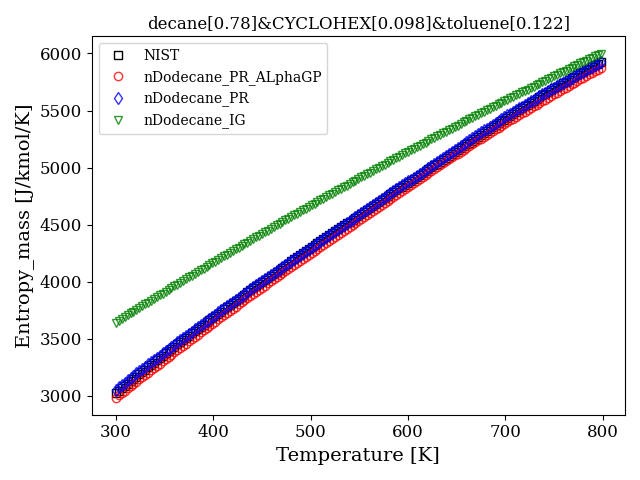 decane[0.78]&CYCLOHEX[0.098]&toluene[0.122]
NIST
nDodecane_PR_ALphaGP
nDodecane_PR
nDodecane_IG
Entropy_mass [J/kmol/K]
6000
5500
5000
4500
4000
3500
3000
300 400 500 600 700 800
Temperature [K]